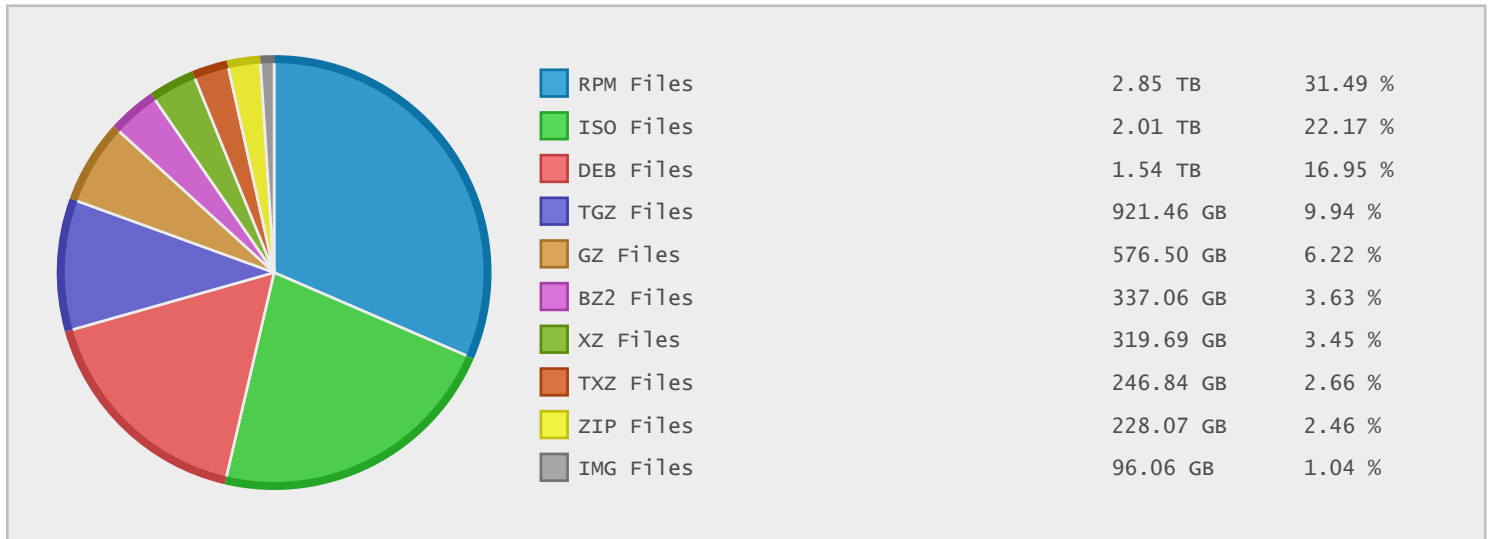 RPM Files 2.85 TB 31.49 %
ISO Files 2.01 TB 22.17 %
DEB Files 1.54 TB 16.95 %
TGZ Files 921.46 GB 9.94 %
GZ Files 576.50 GB 6.22 %
BZ2 Files 337.06 GB 3.63 %
XZ Files 319.69 GB 3.45 %
TXZ Files 246.84 GB 2.66 %
ZIP Files 228.07 GB 2.46 %
IMG Files 96.06 GB 1.04 %